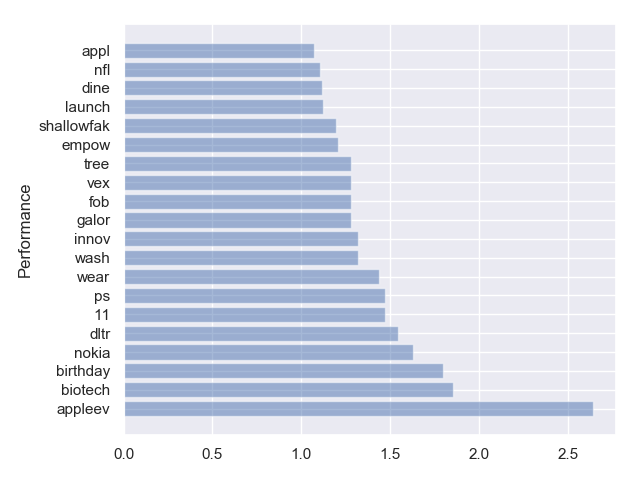 appl
nfl
dine
launch
shallowfak
empow
tree
vex
fob
galor
innov
wash
wear
ps
11
dltr
nokia
birthday
biotech
appleev
Performance
0.0 0.5 1.0 1.5 2.0 2.5